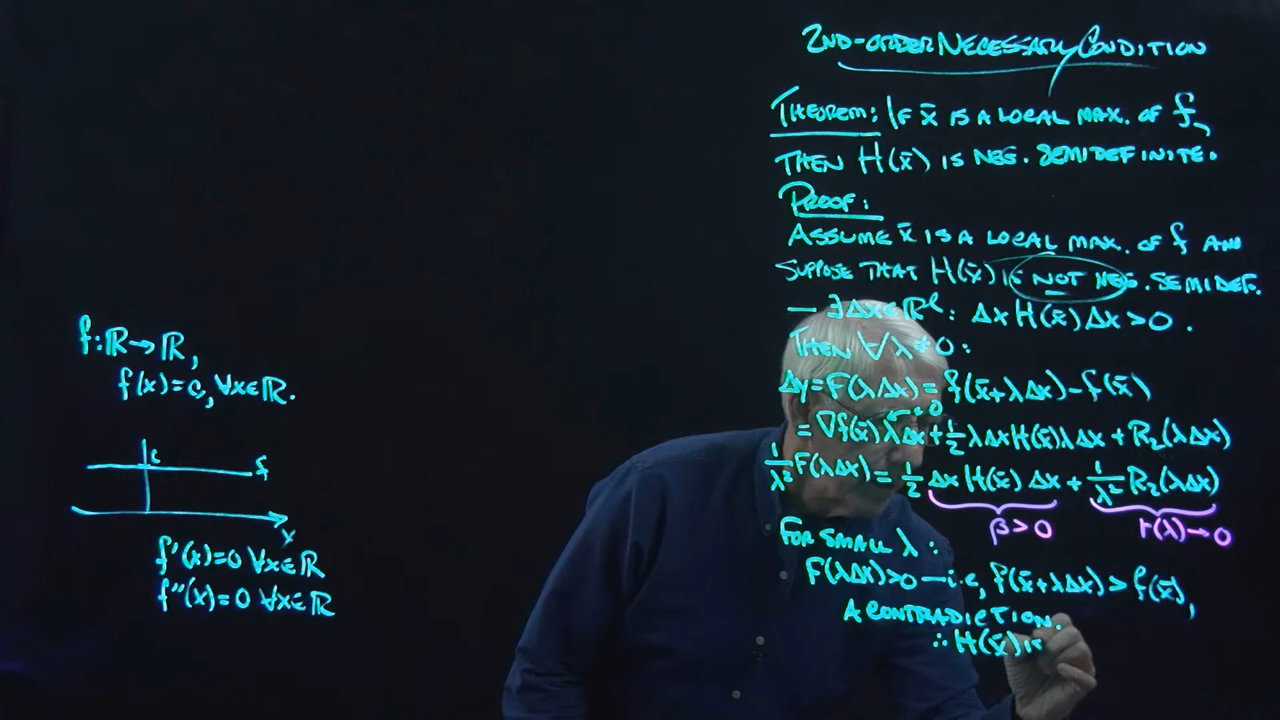 f: ℝ → ℝ,
f(x) = c, ∀x∈ℝ.
c
f
x
f'(x)=0 ∀x∈ℝ
f''(x)=0 ∀x∈ℝ
2ND-ORDER NECESSARY CONDITION
THEOREM: IF x̄ IS A LOCAL MAX. OF f,
THEN H(x̄) IS NEG. SEMIDEFINITE.
PROOF:
ASSUME x̄ IS A LOCAL MAX. OF f AND
SUPPOSE THAT H(x̄) IS NOT NEG. SEMIDEF.
— ∃Δx∈ℝˡ: Δx H(x̄) Δx > 0.
THEN ∀λ≠0:
Δy = F(λΔx) = f(x̄+λΔx) - f(x̄)
= ∇f(x̄) λΔx + ½ λΔx H(x̄) λΔx + R₂(λΔx)
= 0
1/λ² F(λΔx) = ½ Δx H(x̄) Δx + 1/λ² R₂(λΔx)
β > 0 r(λ) → 0
FOR SMALL λ:
F(λΔx) > 0 — i.e., f(x̄+λΔx) > f(x̄),
A CONTRADICTION.
∴ H(x̄) IS